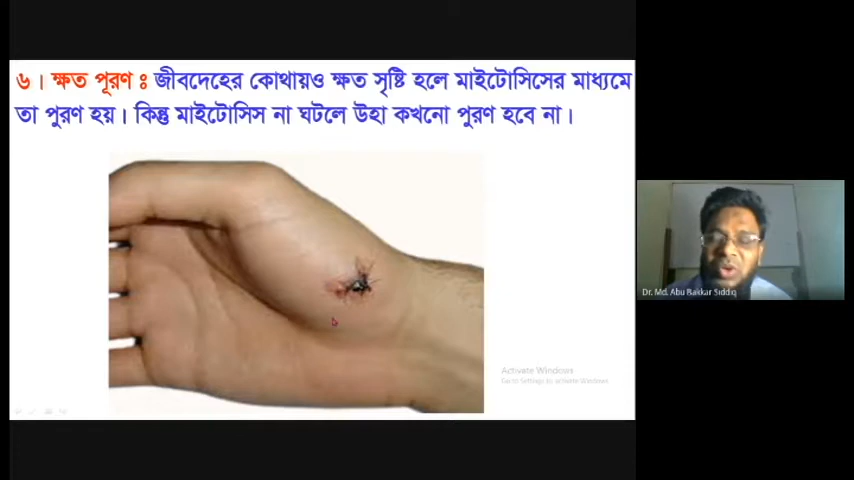 ৬। ক্ষত পূরণ ঃ জীবদেহের কোথায়ও ক্ষত সৃষ্টি হলে মাইটোসিসের মাধ্যমে
তা পুরণ হয়। কিন্তু মাইটোসিস না ঘটলে উহা কখনো পুরণ হবে না।
Dr. Md. Abu Bakkar Siddiq
Activate Windows
Go to Settings to activate Windows.